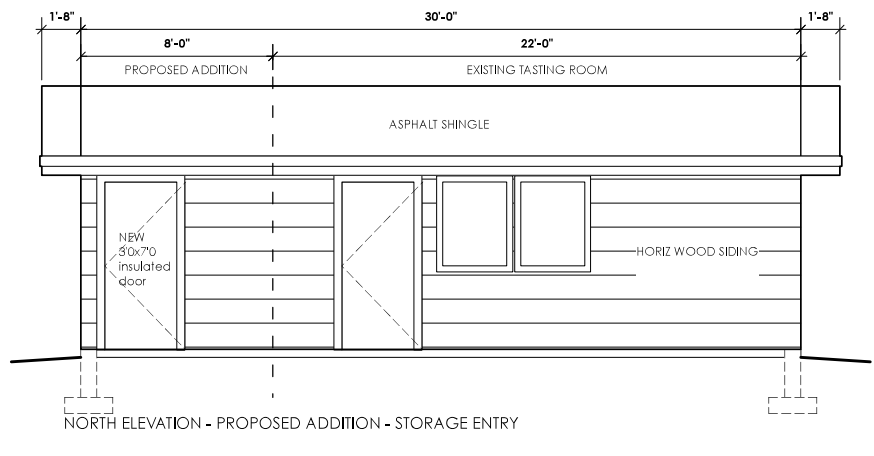 1'-8" 30'-0" 1'-8"
8'-0" 22'-0"
PROPOSED ADDITION EXISTING TASTING ROOM
ASPHALT SHINGLE
NEW
3'0x7'0
insulated
door
HORIZ WOOD SIDING
NORTH ELEVATION - PROPOSED ADDITION - STORAGE ENTRY